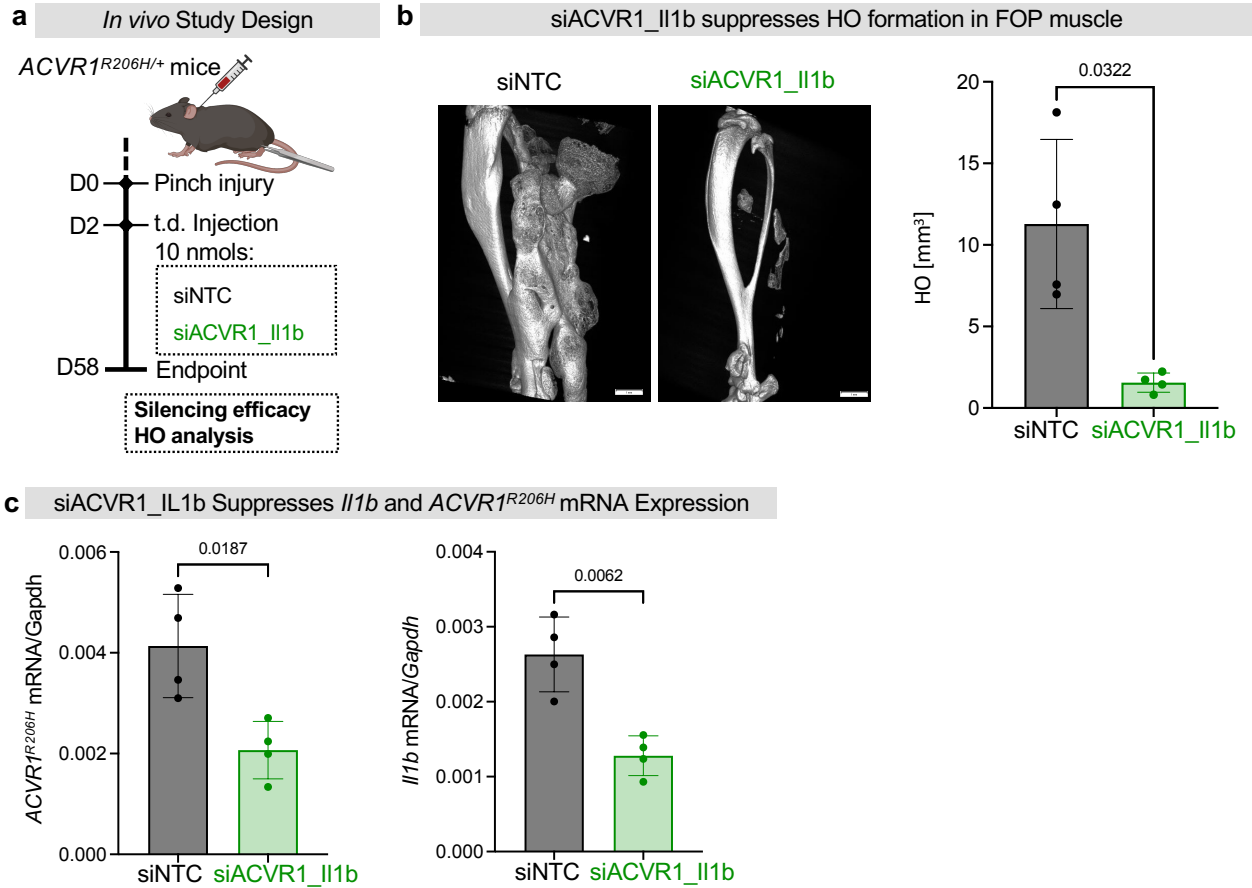 a
In vivo Study Design
ACVR1R206H/+ mice
D0
Pinch injury
D2
t.d. Injection
10 nmols:
siNTC
siACVR1_Il1b
D58
Endpoint
Silencing efficacy
HO analysis
b
siACVR1_Il1b suppresses HO formation in FOP muscle
siNTC
siACVR1_Il1b
HO [mm³]
20
15
10
5
0
0.0322
siNTC
siACVR1_Il1b
c
siACVR1_IL1b Suppresses Il1b and ACVR1R206H mRNA Expression
ACVR1R206H mRNA/Gapdh
0.006
0.004
0.002
0.000
0.0187
siNTC
siACVR1_Il1b
Il1b mRNA/Gapdh
0.004
0.003
0.002
0.001
0.000
0.0062
siNTC
siACVR1_Il1b